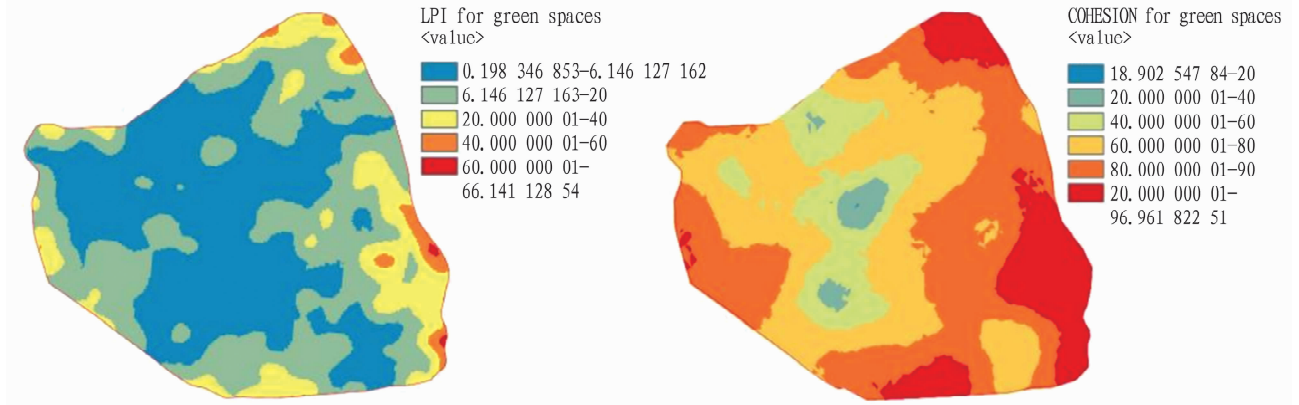 LPI for green spaces
<value>
0.198 346 853–6.146 127 162
6.146 127 163–20
20.000 000 01–40
40.000 000 01–60
60.000 000 01–
66.141 128 54
COHESION for green spaces
<value>
18.902 547 84–20
20.000 000 01–40
40.000 000 01–60
60.000 000 01–80
80.000 000 01–90
20.000 000 01–
96.961 822 51